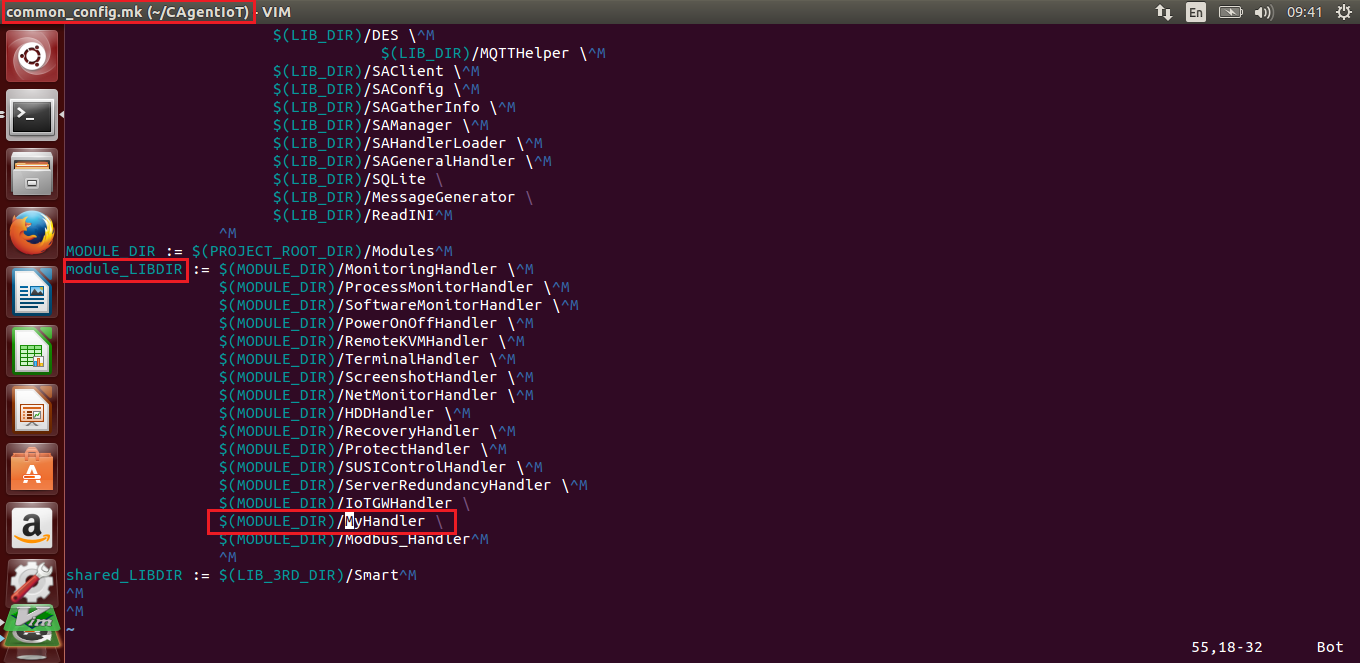 common_config.mk (~/CAgentIoT) - VIM
En
09:41
$(LIB_DIR)/DES \^M
$(LIB_DIR)/MQTTHelper \^M
$(LIB_DIR)/SAClient \^M
$(LIB_DIR)/SAConfig \^M
$(LIB_DIR)/SAGatherInfo \^M
$(LIB_DIR)/SAManager \^M
$(LIB_DIR)/SAHandlerLoader \^M
$(LIB_DIR)/SAGeneralHandler \^M
$(LIB_DIR)/SQLite \
$(LIB_DIR)/MessageGenerator \
$(LIB_DIR)/ReadINI^M
^M
MODULE_DIR := $(PROJECT_ROOT_DIR)/Modules^M
module_LIBDIR := $(MODULE_DIR)/MonitoringHandler \^M
$(MODULE_DIR)/ProcessMonitorHandler \^M
$(MODULE_DIR)/SoftwareMonitorHandler \^M
$(MODULE_DIR)/PowerOnOffHandler \^M
$(MODULE_DIR)/RemoteKVMHandler \^M
$(MODULE_DIR)/TerminalHandler \^M
$(MODULE_DIR)/ScreenshotHandler \^M
$(MODULE_DIR)/NetMonitorHandler \^M
$(MODULE_DIR)/HDDHandler \^M
$(MODULE_DIR)/RecoveryHandler \^M
$(MODULE_DIR)/ProtectHandler \^M
$(MODULE_DIR)/SUSIControlHandler \^M
$(MODULE_DIR)/ServerRedundancyHandler \^M
$(MODULE_DIR)/IoTGWHandler \
$(MODULE_DIR)/MyHandler \
$(MODULE_DIR)/Modbus_Handler^M
^M
shared_LIBDIR := $(LIB_3RD_DIR)/Smart^M
^M
^M
~
55,18-32 Bot
Vim